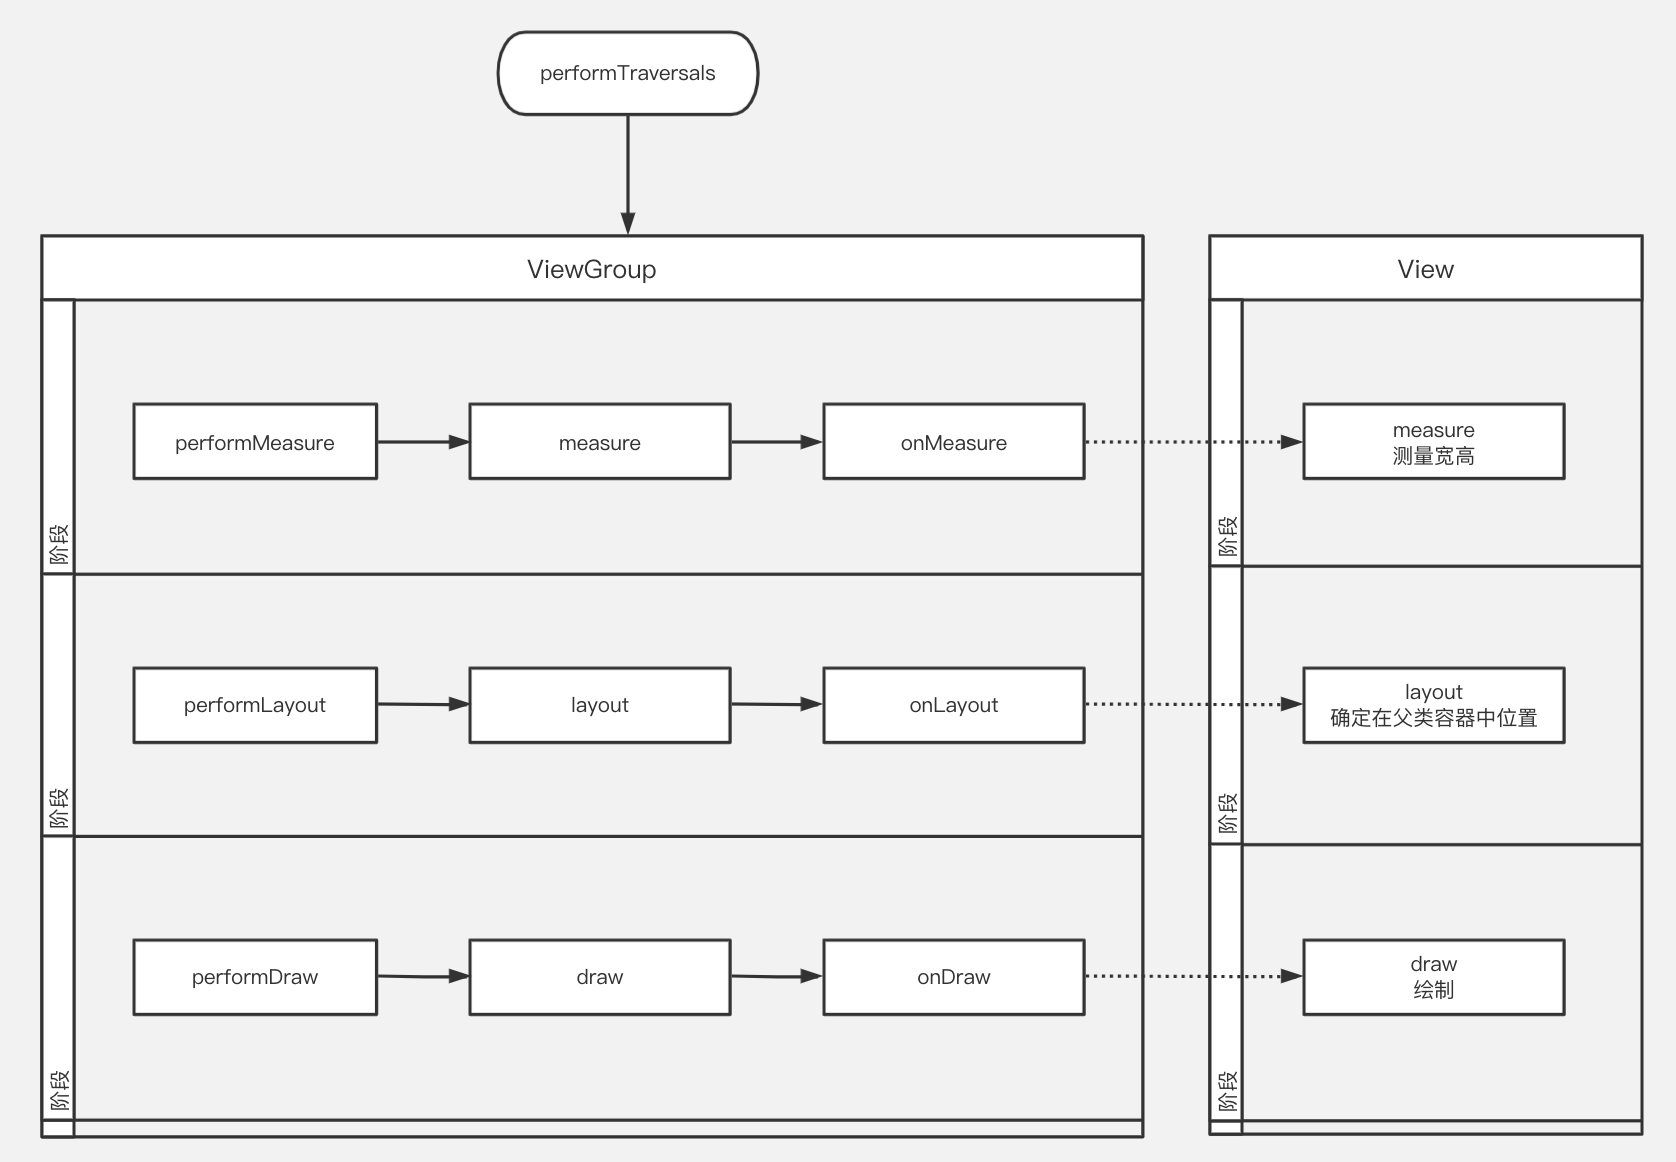 performTraversals
ViewGroup
View
阶段
performMeasure
measure
onMeasure
阶段
measure
测量宽高
阶段
performLayout
layout
onLayout
阶段
layout
确定在父类容器中位置
阶段
performDraw
draw
onDraw
阶段
draw
绘制